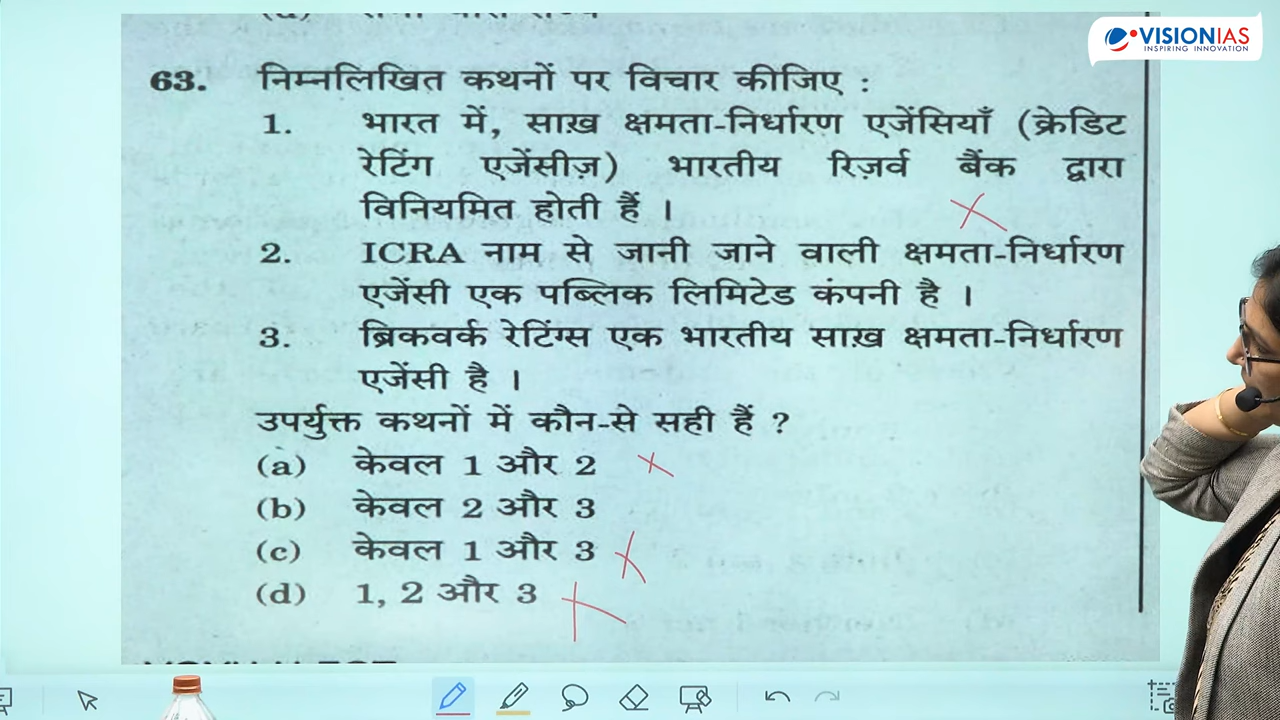 VISIONIAS
INSPIRING INNOVATION
63. निम्नलिखित कथनों पर विचार कीजिए :
1. भारत में, साख़ क्षमता-निर्धारण एजेंसियाँ (क्रेडिट
रेटिंग एजेंसीज़) भारतीय रिज़र्व बैंक द्वारा
विनियमित होती हैं ।
2. ICRA नाम से जानी जाने वाली क्षमता-निर्धारण
एजेंसी एक पब्लिक लिमिटेड कंपनी है ।
3. ब्रिकवर्क रेटिंग्स एक भारतीय साख़ क्षमता-निर्धारण
एजेंसी है ।
उपर्युक्त कथनों में कौन-से सही हैं ?
(a) केवल 1 और 2
(b) केवल 2 और 3
(c) केवल 1 और 3
(d) 1, 2 और 3